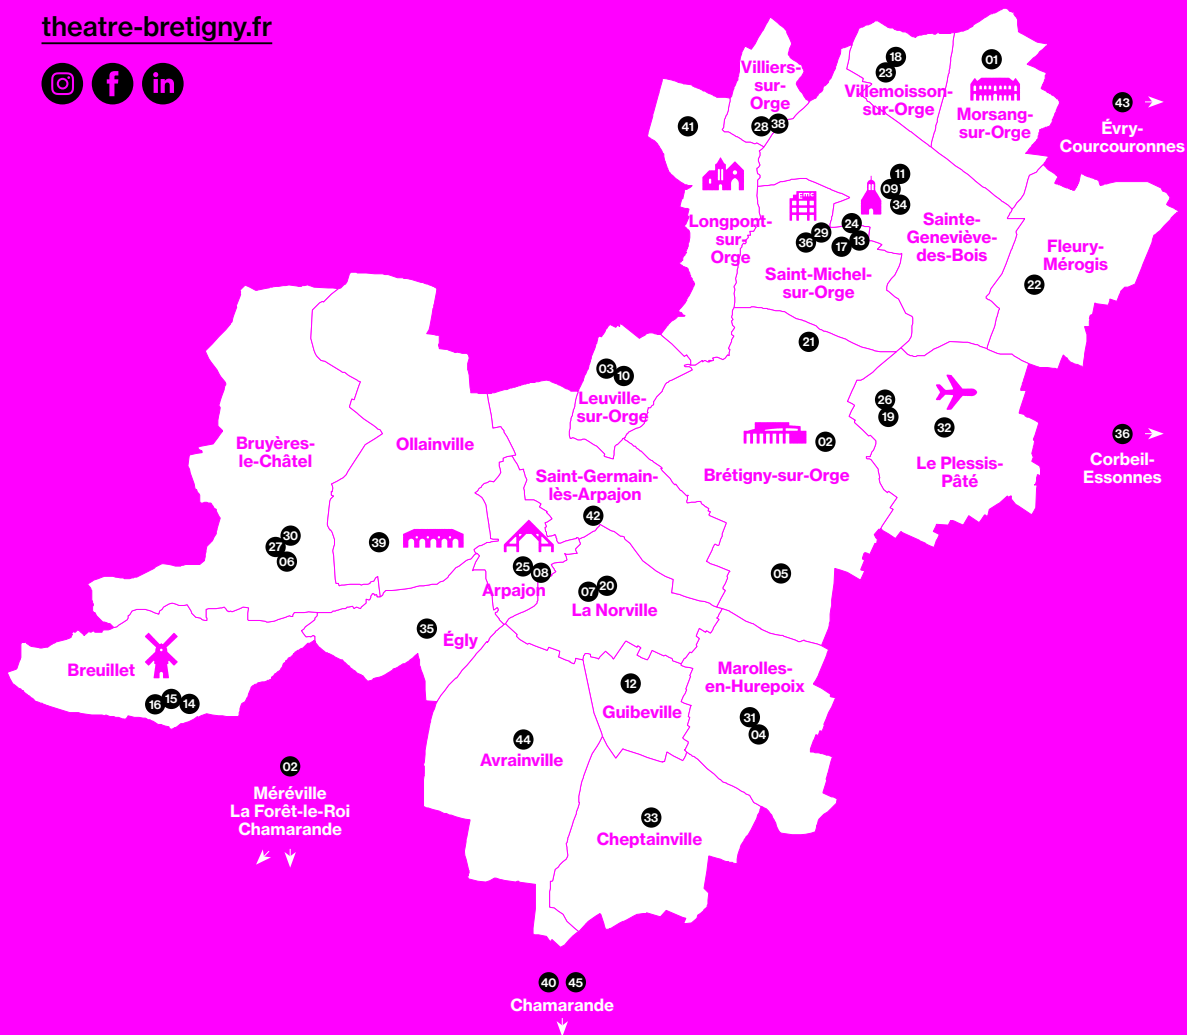 theatre-bretigny.fr
f
in
18
23
Villemoisson-
sur-Orge
01
Morsang-
sur-Orge
43
Évry-
Courcouronnes
Villiers-
sur-
Orge
28 38
41
Longpont-
sur-
Orge
11
09
34
Sainte-
Geneviève-
des-Bois
Fleury-
Mérogis
22
EMC
24
29
36
17
13
Saint-Michel-
sur-Orge
21
03
10
Leuville-
sur-Orge
02
Brétigny-sur-Orge
05
26
19
32
Le Plessis-
Pâté
36
Corbeil-
Essonnes
Bruyères-
le-Châtel
30
27
06
Ollainville
39
Saint-Germain-
lès-Arpajon
42
25
08
Arpajon
07
20
La Norville
35
Égly
Breuillet
16 15 14
12
Guibeville
Marolles-
en-Hurepoix
31
04
44
Avrainville
33
Cheptainville
02
Méréville
La Forêt-le-Roi
Chamarande
40 45
Chamarande